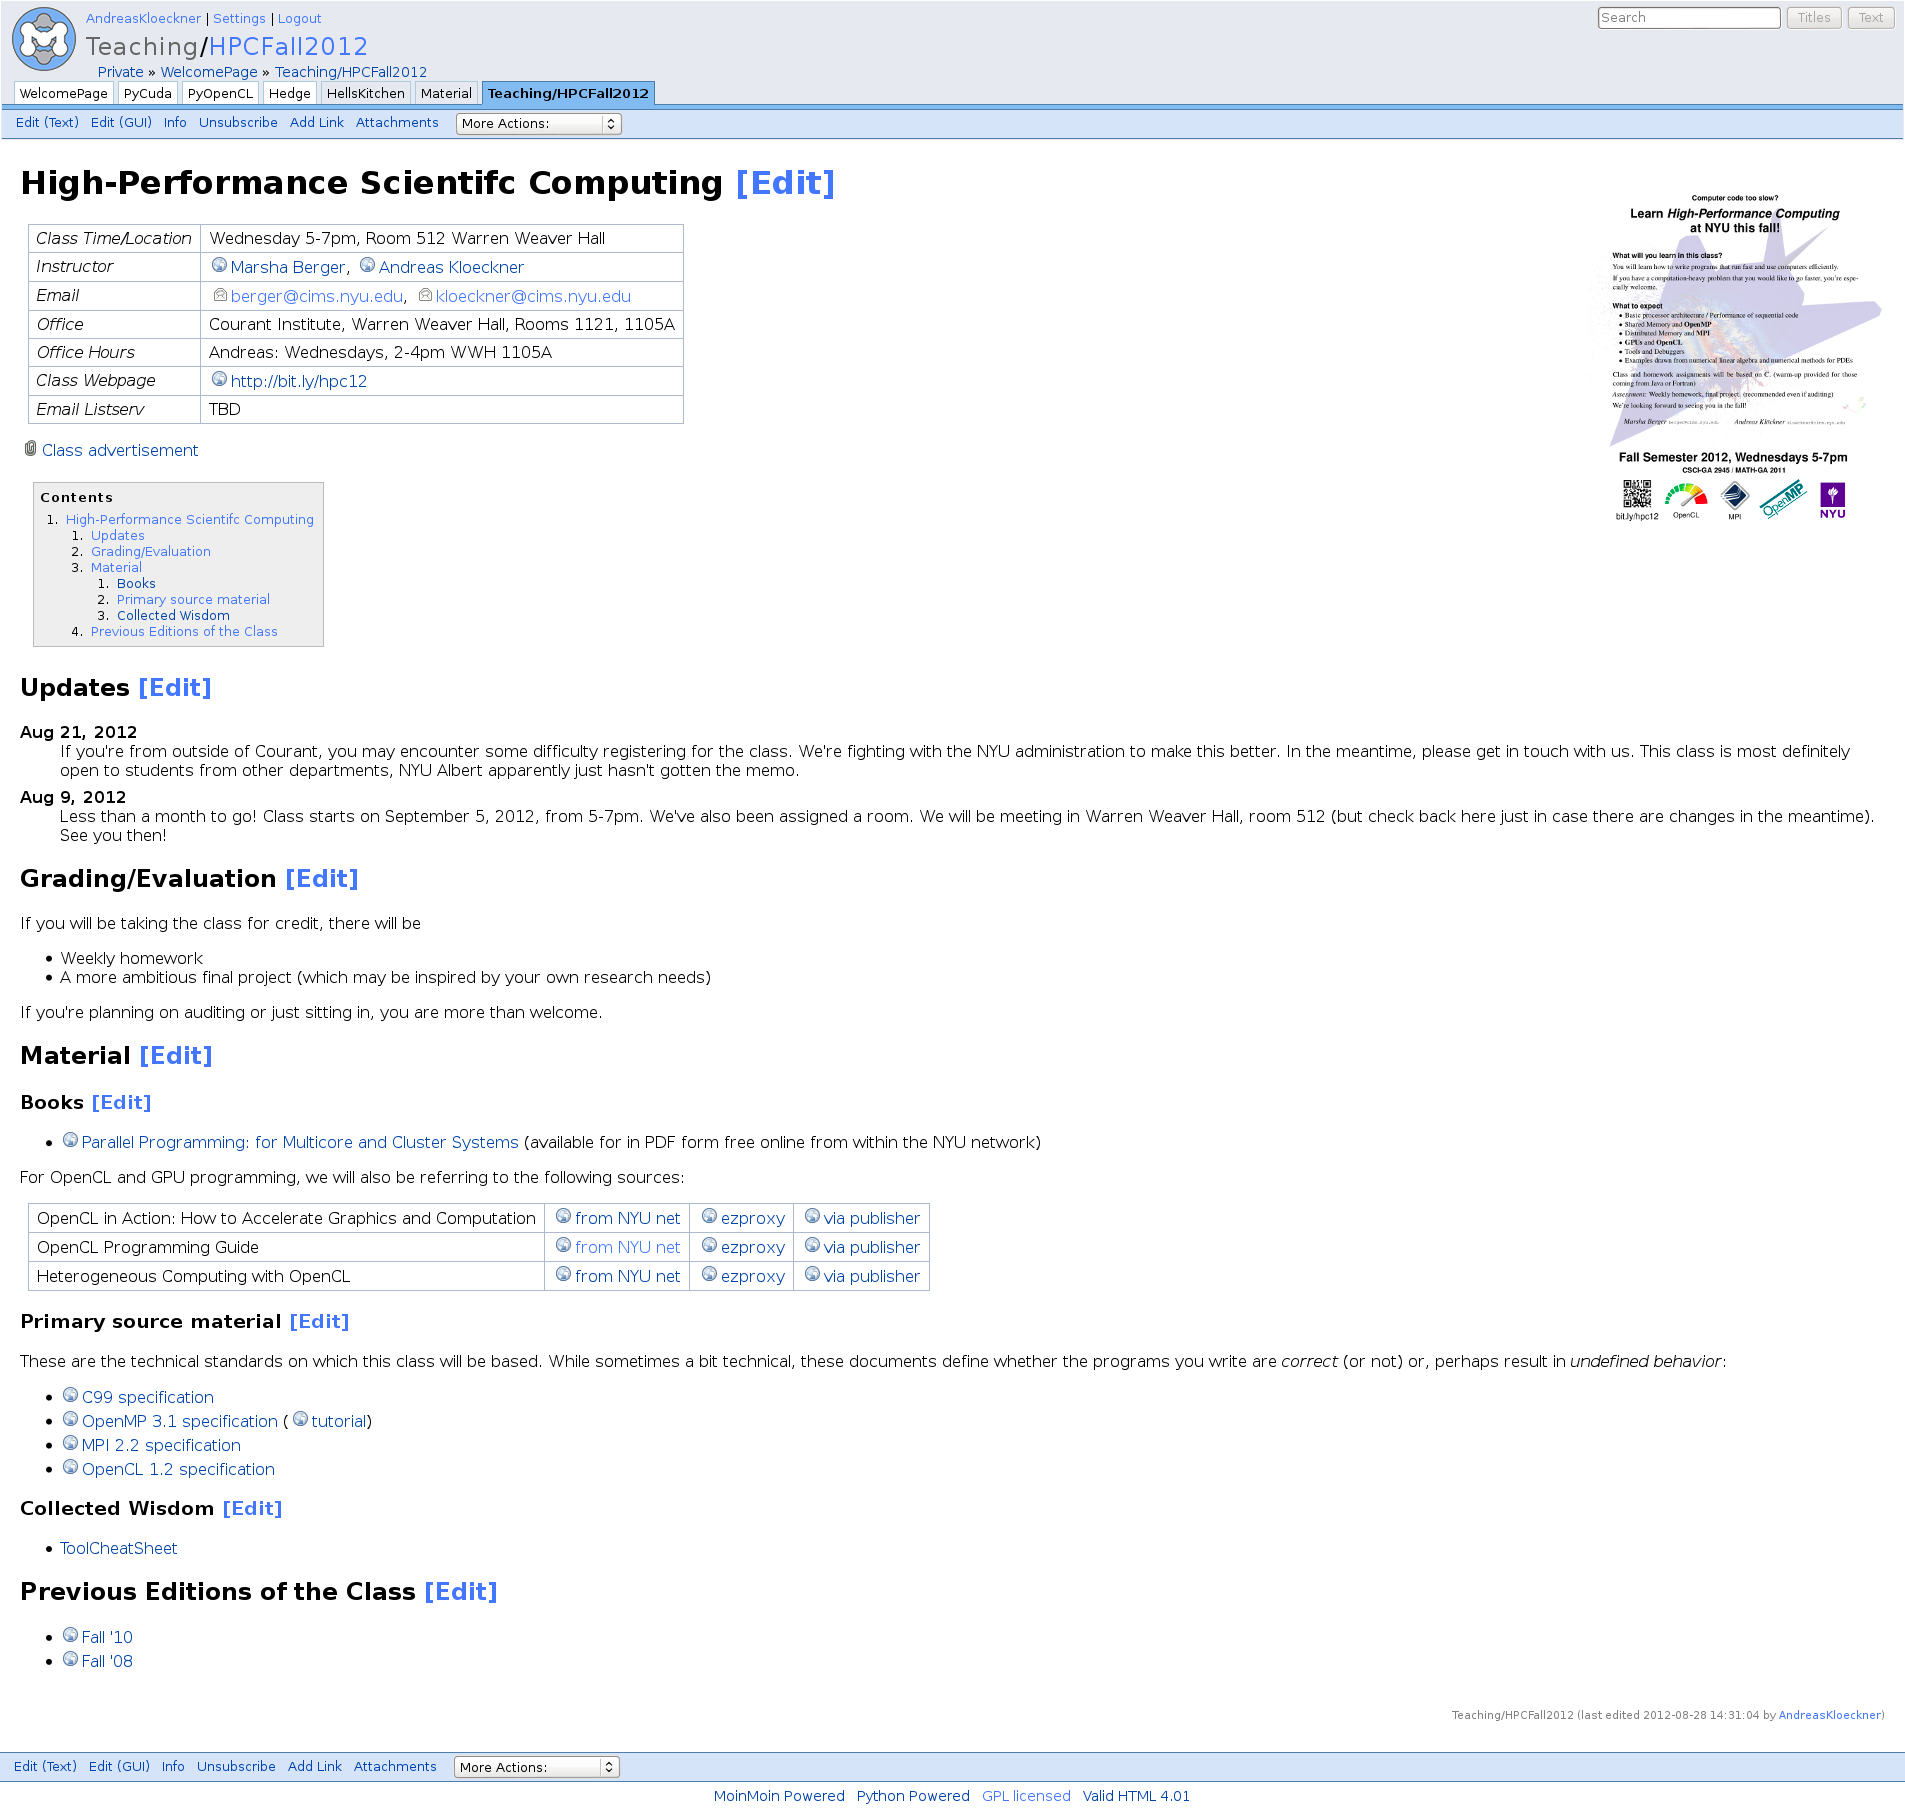 AndreasKloeckner | Settings | Logout
Search Titles Text
Teaching/HPCFall2012
Private » WelcomePage » Teaching/HPCFall2012
WelcomePage PyCuda PyOpenCL Hedge HellsKitchen Material Teaching/HPCFall2012
Edit (Text) Edit (GUI) Info Unsubscribe Add Link Attachments More Actions:
High-Performance Scientifc Computing [Edit]
Class Time/Location Wednesday 5-7pm, Room 512 Warren Weaver Hall
Instructor Marsha Berger, Andreas Kloeckner
Email berger@cims.nyu.edu, kloeckner@cims.nyu.edu
Office Courant Institute, Warren Weaver Hall, Rooms 1121, 1105A
Office Hours Andreas: Wednesdays, 2-4pm WWH 1105A
Class Webpage http://bit.ly/hpc12
Email Listserv TBD
Class advertisement
Computer code too slow?
Learn High-Performance Computing
at NYU this fall!
What will you learn in this class?
You will learn how to write programs that run fast and use computers efficiently.
If you have a computation-heavy problem that you would like to go faster, you're espe-
cially welcome.
What to expect
• Basic processor architecture / Performance of sequential code
• Shared Memory and OpenMP
• Distributed Memory and MPI
• GPUs and OpenCL
• Tools and Debuggers
• Examples drawn from numerical linear algebra and numerical methods for PDEs
Class and homework assignments will be based on C. (warm-up provided for those
coming from Java or Fortran)
Assessment: Weekly homework, final project. (recommended even if auditing)
We're looking forward to seeing you in the fall!
Marsha Berger berger@cims.nyu.edu Andreas Klöckner kloeckner@cims.nyu.edu
Fall Semester 2012, Wednesdays 5-7pm
CSCI-GA 2945 / MATH-GA 2011
bit.ly/hpc12 OpenCL MPI OpenMP NYU
Contents
1. High-Performance Scientifc Computing
1. Updates
2. Grading/Evaluation
3. Material
1. Books
2. Primary source material
3. Collected Wisdom
4. Previous Editions of the Class
Updates [Edit]
Aug 21, 2012
If you're from outside of Courant, you may encounter some difficulty registering for the class. We're fighting with the NYU administration to make this better. In the meantime, please get in touch with us. This class is most definitely
open to students from other departments, NYU Albert apparently just hasn't gotten the memo.
Aug 9, 2012
Less than a month to go! Class starts on September 5, 2012, from 5-7pm. We've also been assigned a room. We will be meeting in Warren Weaver Hall, room 512 (but check back here just in case there are changes in the meantime).
See you then!
Grading/Evaluation [Edit]
If you will be taking the class for credit, there will be
• Weekly homework
• A more ambitious final project (which may be inspired by your own research needs)
If you're planning on auditing or just sitting in, you are more than welcome.
Material [Edit]
Books [Edit]
• Parallel Programming: for Multicore and Cluster Systems (available for in PDF form free online from within the NYU network)
For OpenCL and GPU programming, we will also be referring to the following sources:
OpenCL in Action: How to Accelerate Graphics and Computation from NYU net ezproxy via publisher
OpenCL Programming Guide from NYU net ezproxy via publisher
Heterogeneous Computing with OpenCL from NYU net ezproxy via publisher
Primary source material [Edit]
These are the technical standards on which this class will be based. While sometimes a bit technical, these documents define whether the programs you write are correct (or not) or, perhaps result in undefined behavior:
• C99 specification
• OpenMP 3.1 specification ( tutorial)
• MPI 2.2 specification
• OpenCL 1.2 specification
Collected Wisdom [Edit]
• ToolCheatSheet
Previous Editions of the Class [Edit]
• Fall '10
• Fall '08
Teaching/HPCFall2012 (last edited 2012-08-28 14:31:04 by AndreasKloeckner)
Edit (Text) Edit (GUI) Info Unsubscribe Add Link Attachments More Actions:
MoinMoin Powered Python Powered GPL licensed Valid HTML 4.01